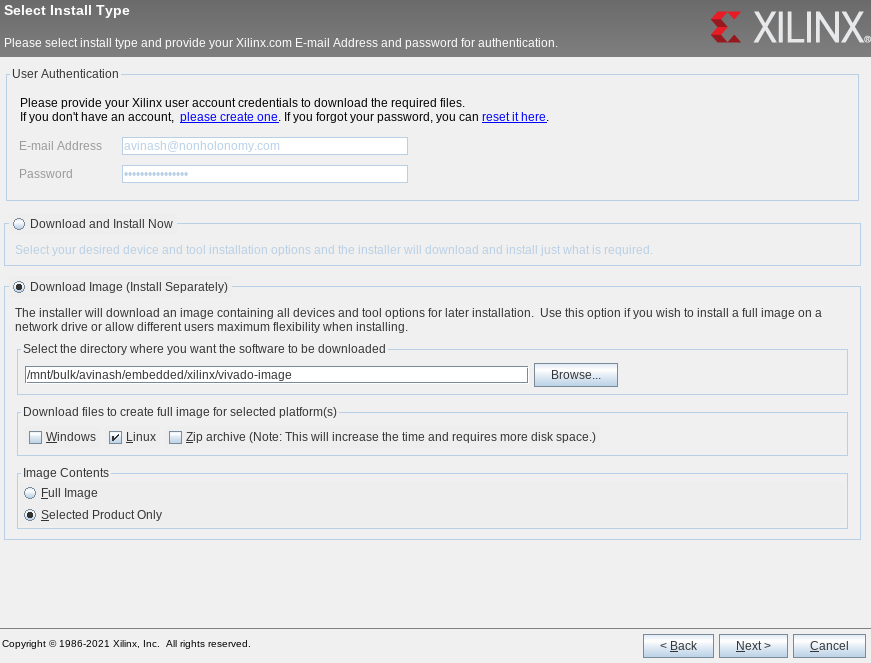 Select Install Type
Please select install type and provide your Xilinx.com E-mail Address and password for authentication.
XILINX®
User Authentication
Please provide your Xilinx user account credentials to download the required files.
If you don't have an account, please create one. If you forgot your password, you can reset it here.
E-mail Address avinash@nonholonomy.com
Password ••••••••••••••••
Download and Install Now
Select your desired device and tool installation options and the installer will download and install just what is required.
Download Image (Install Separately)
The installer will download an image containing all devices and tool options for later installation. Use this option if you wish to install a full image on a
network drive or allow different users maximum flexibility when installing.
Select the directory where you want the software to be downloaded
/mnt/bulk/avinash/embedded/xilinx/vivado-image Browse...
Download files to create full image for selected platform(s)
Windows Linux Zip archive (Note: This will increase the time and requires more disk space.)
Image Contents
Full Image
Selected Product Only
Copyright © 1986-2021 Xilinx, Inc. All rights reserved.
< Back Next > Cancel